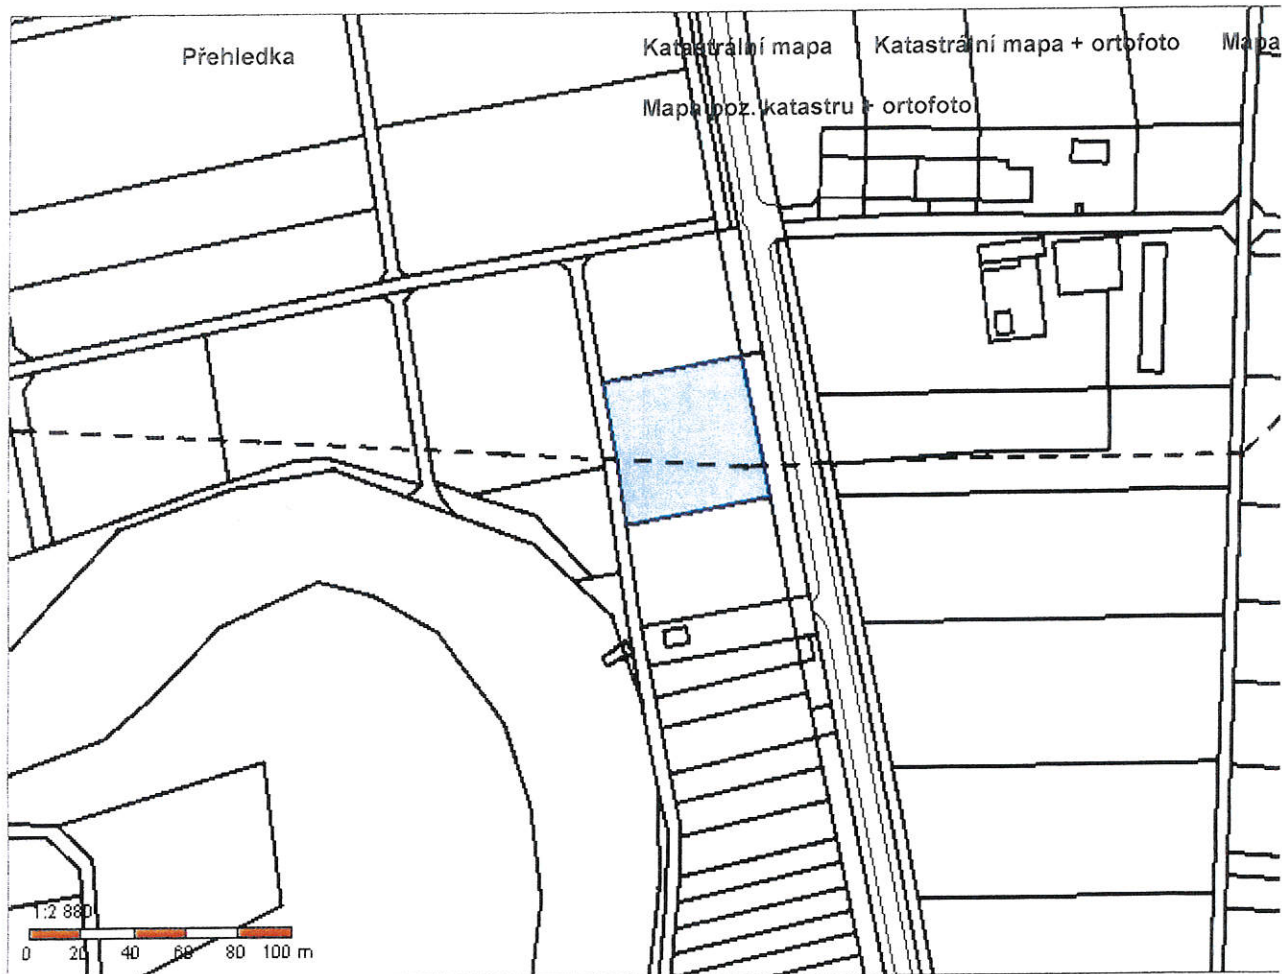 Přehledka Katastrální mapa Katastrální mapa + ortofoto Mapa
Mapa poz. katastru + ortofoto
1:2 880
0 20 40 60 80 100 m